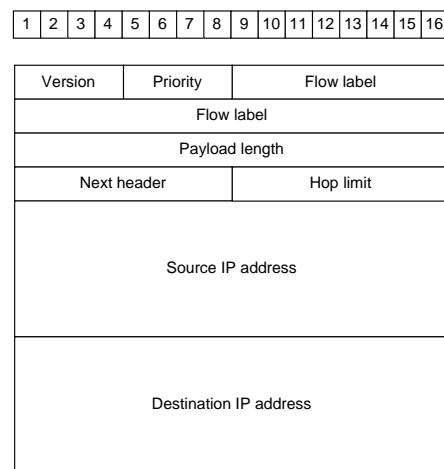 1 2 3 4 5 6 7 8 9 10 11 12 13 14 15 16
Version Priority Flow label
Flow label
Payload length
Next header Hop limit
Source IP address
Destination IP address